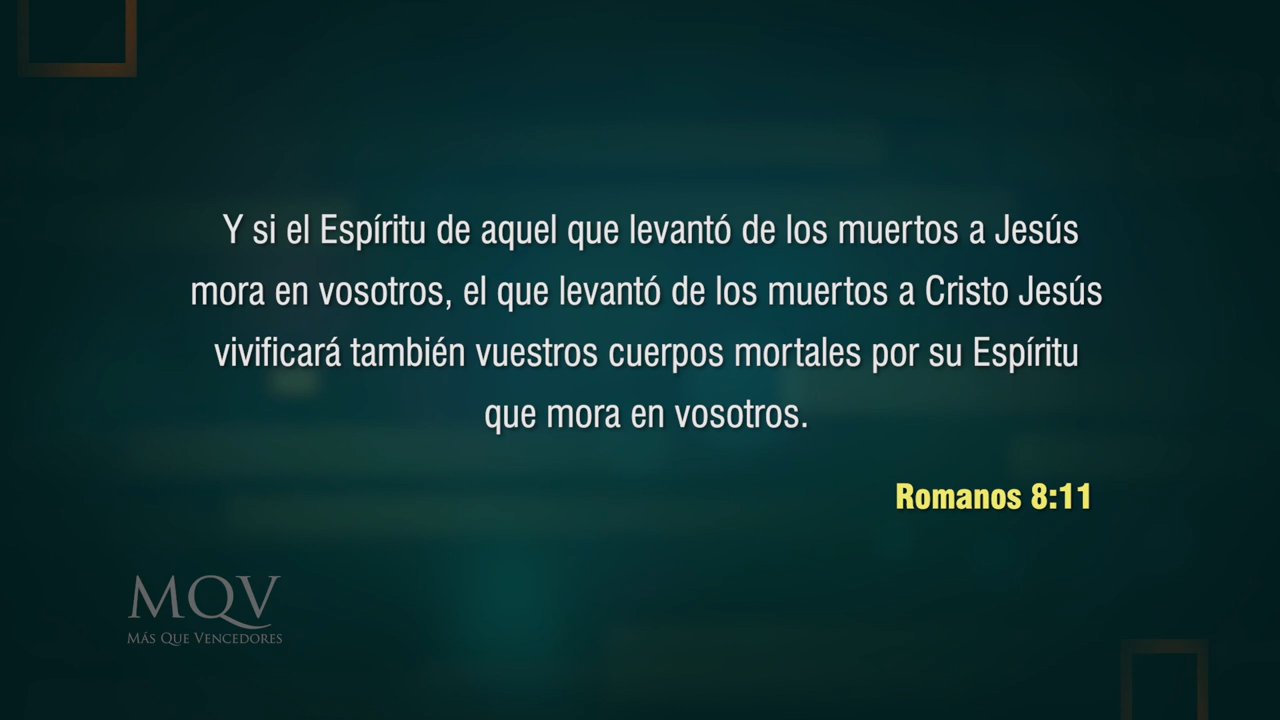 Y si el Espíritu de aquel que levantó de los muertos a Jesús
mora en vosotros, el que levantó de los muertos a Cristo Jesús
vivificará también vuestros cuerpos mortales por su Espíritu
que mora en vosotros.
Romanos 8:11
MQV
MÁS QUE VENCEDORES